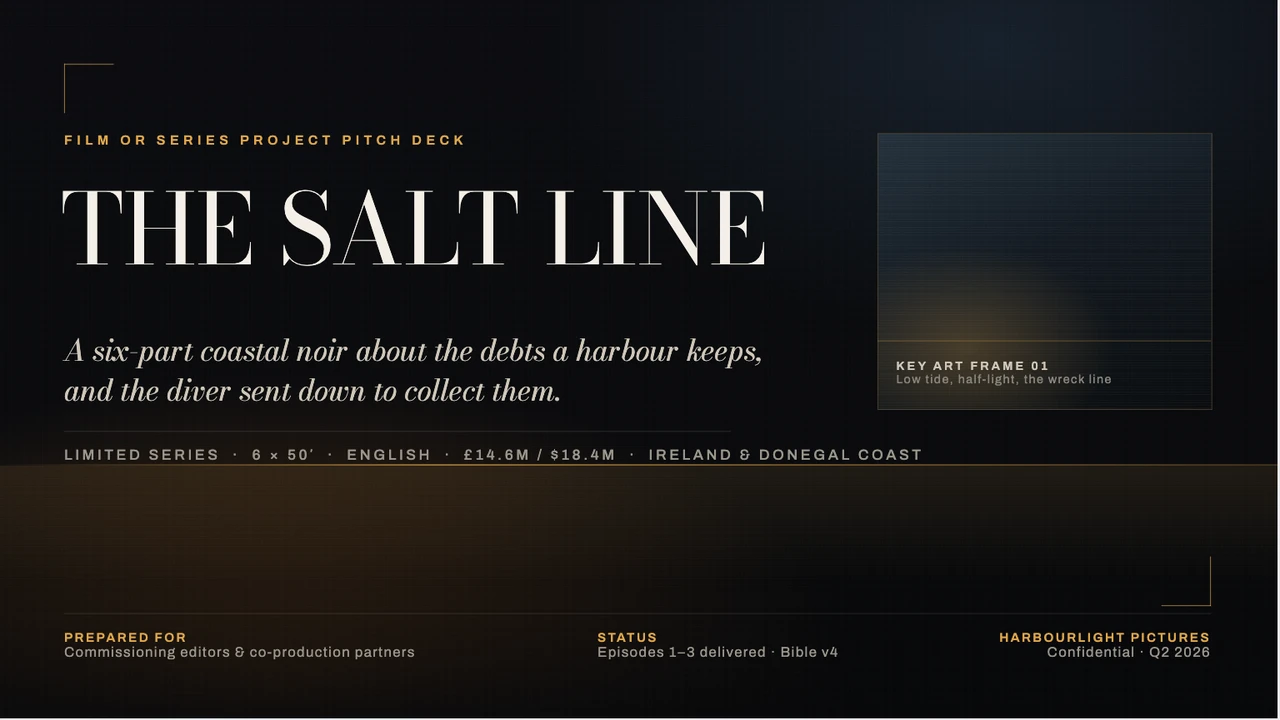 FILM OR SERIES PROJECT PITCH DECK
THE SALT LINE
A six-part coastal noir about the debts a harbour keeps,
and the diver sent down to collect them.
LIMITED SERIES · 6 × 50′ · ENGLISH · £14.6M / $18.4M · IRELAND & DONEGAL COAST
KEY ART FRAME 01
Low tide, half-light, the wreck line
PREPARED FOR
Commissioning editors & co-production partners
STATUS
Episodes 1–3 delivered · Bible v4
HARBOURLIGHT PICTURES
Confidential · Q2 2026